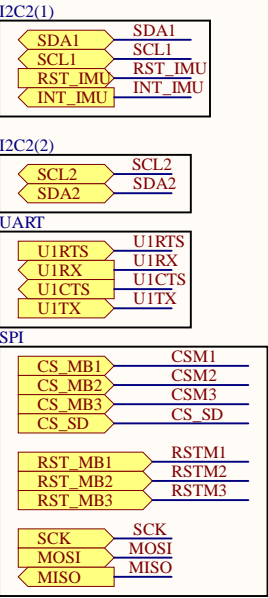 I2C2(1)
SDA1 SDA1
SCL1 SCL1
RST_IMU RST_IMU
INT_IMU INT_IMU
I2C2(2)
SCL2 SCL2
SDA2 SDA2
UART
U1RTS U1RTS
U1RX U1RX
U1CTS U1CTS
U1TX U1TX
SPI
CS_MB1 CSM1
CS_MB2 CSM2
CS_MB3 CSM3
CS_SD CS_SD
RST_MB1 RSTM1
RST_MB2 RSTM2
RST_MB3 RSTM3
SCK SCK
MOSI MOSI
MISO MISO